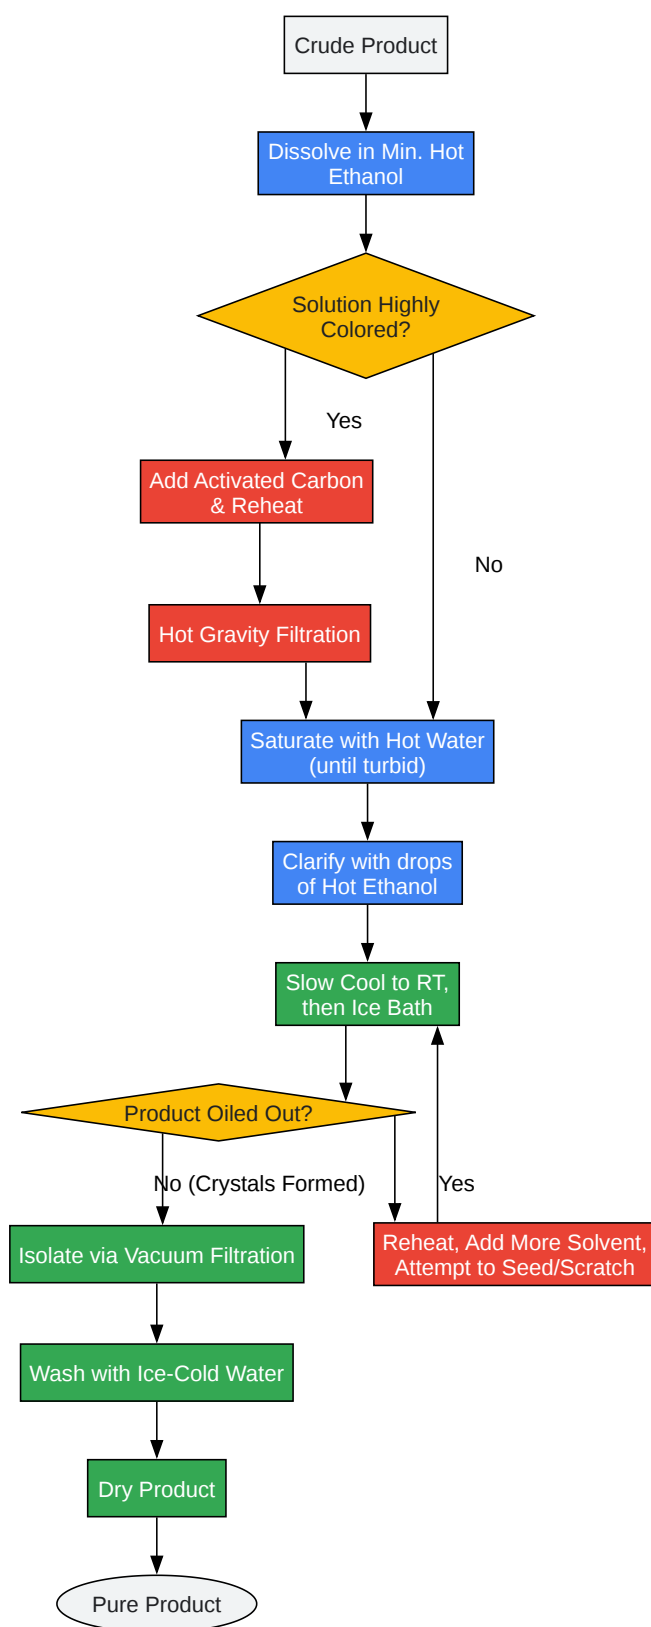 Crude Product
Dissolve in Min. Hot
Ethanol
Solution Highly
Colored?
Yes
Add Activated Carbon
& Reheat
No
Hot Gravity Filtration
Saturate with Hot Water
(until turbid)
Clarify with drops
of Hot Ethanol
Slow Cool to RT,
then Ice Bath
Product Oiled Out?
No (Crystals Formed)
Yes
Isolate via Vacuum Filtration
Reheat, Add More Solvent,
Attempt to Seed/Scratch
Wash with Ice-Cold Water
Dry Product
Pure Product